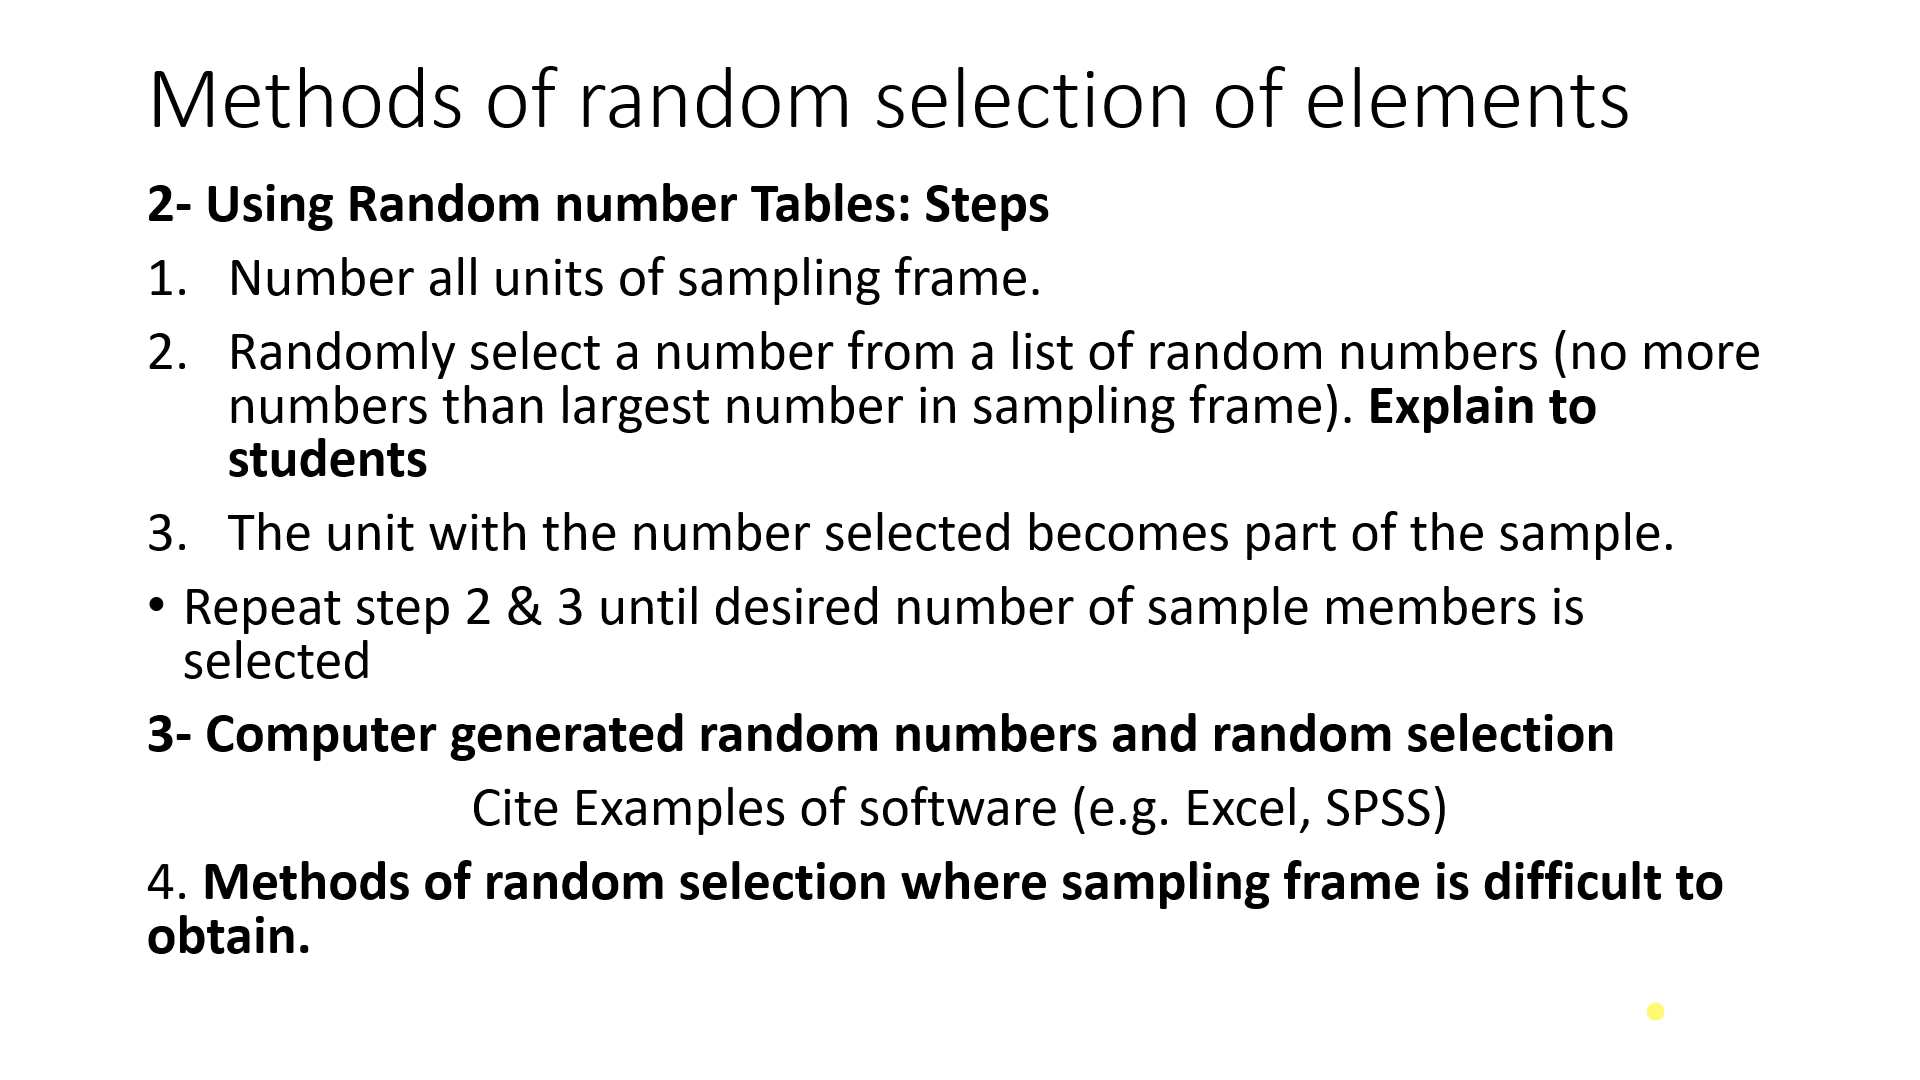 Methods of random selection of elements
2- Using Random number Tables: Steps
1. Number all units of sampling frame.
2. Randomly select a number from a list of random numbers (no more
numbers than largest number in sampling frame). Explain to
students
3. The unit with the number selected becomes part of the sample.
• Repeat step 2 & 3 until desired number of sample members is
selected
3- Computer generated random numbers and random selection
Cite Examples of software (e.g. Excel, SPSS)
4. Methods of random selection where sampling frame is difficult to
obtain.